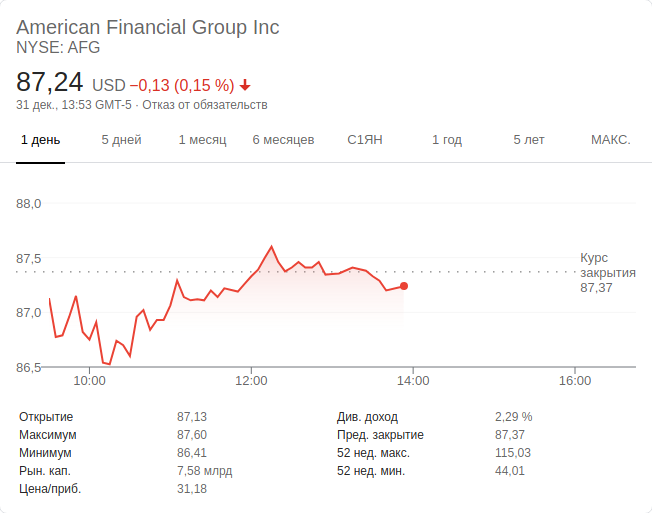 American Financial Group Inc
NYSE: AFG
87,24 USD −0,13 (0,15 %)
31 дек., 13:53 GMT-5 · Отказ от обязательств
1 день 5 дней 1 месяц 6 месяцев С1ЯН 1 год 5 лет МАКС.
88,0
87,5
87,0
86,5
Курс
закрытия
87,37
10:00 12:00 14:00 16:00
Открытие 87,13 Див. доход 2,29 %
Максимум 87,60 Пред. закрытие 87,37
Минимум 86,41 52 нед. макс. 115,03
Рын. кап. 7,58 млрд 52 нед. мин. 44,01
Цена/приб. 31,18